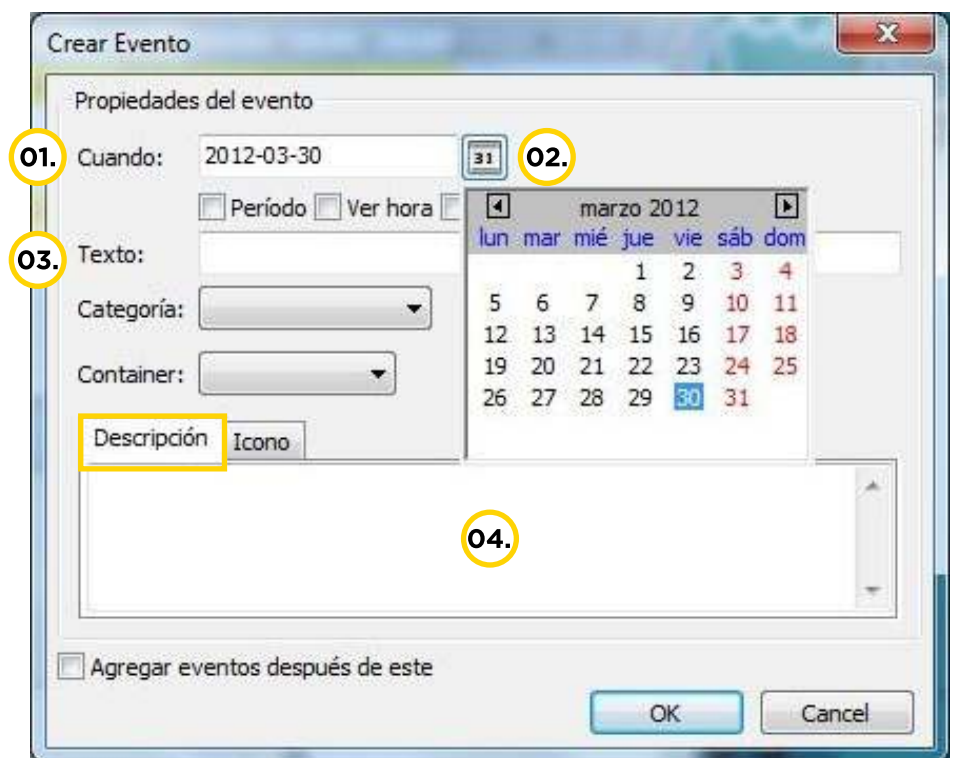 Crear Evento
Propiedades del evento
01. Cuando: 2012-03-30 31 02.
Período Ver hora
marzo 2012
lun mar mié jue vie sáb dom
03. Texto:
1 2 3 4
Categoría: 5 6 7 8 9 10 11
12 13 14 15 16 17 18
Container: 19 20 21 22 23 24 25
26 27 28 29 30 31
Descripción Icono
04.
Agregar eventos después de este
OK Cancel